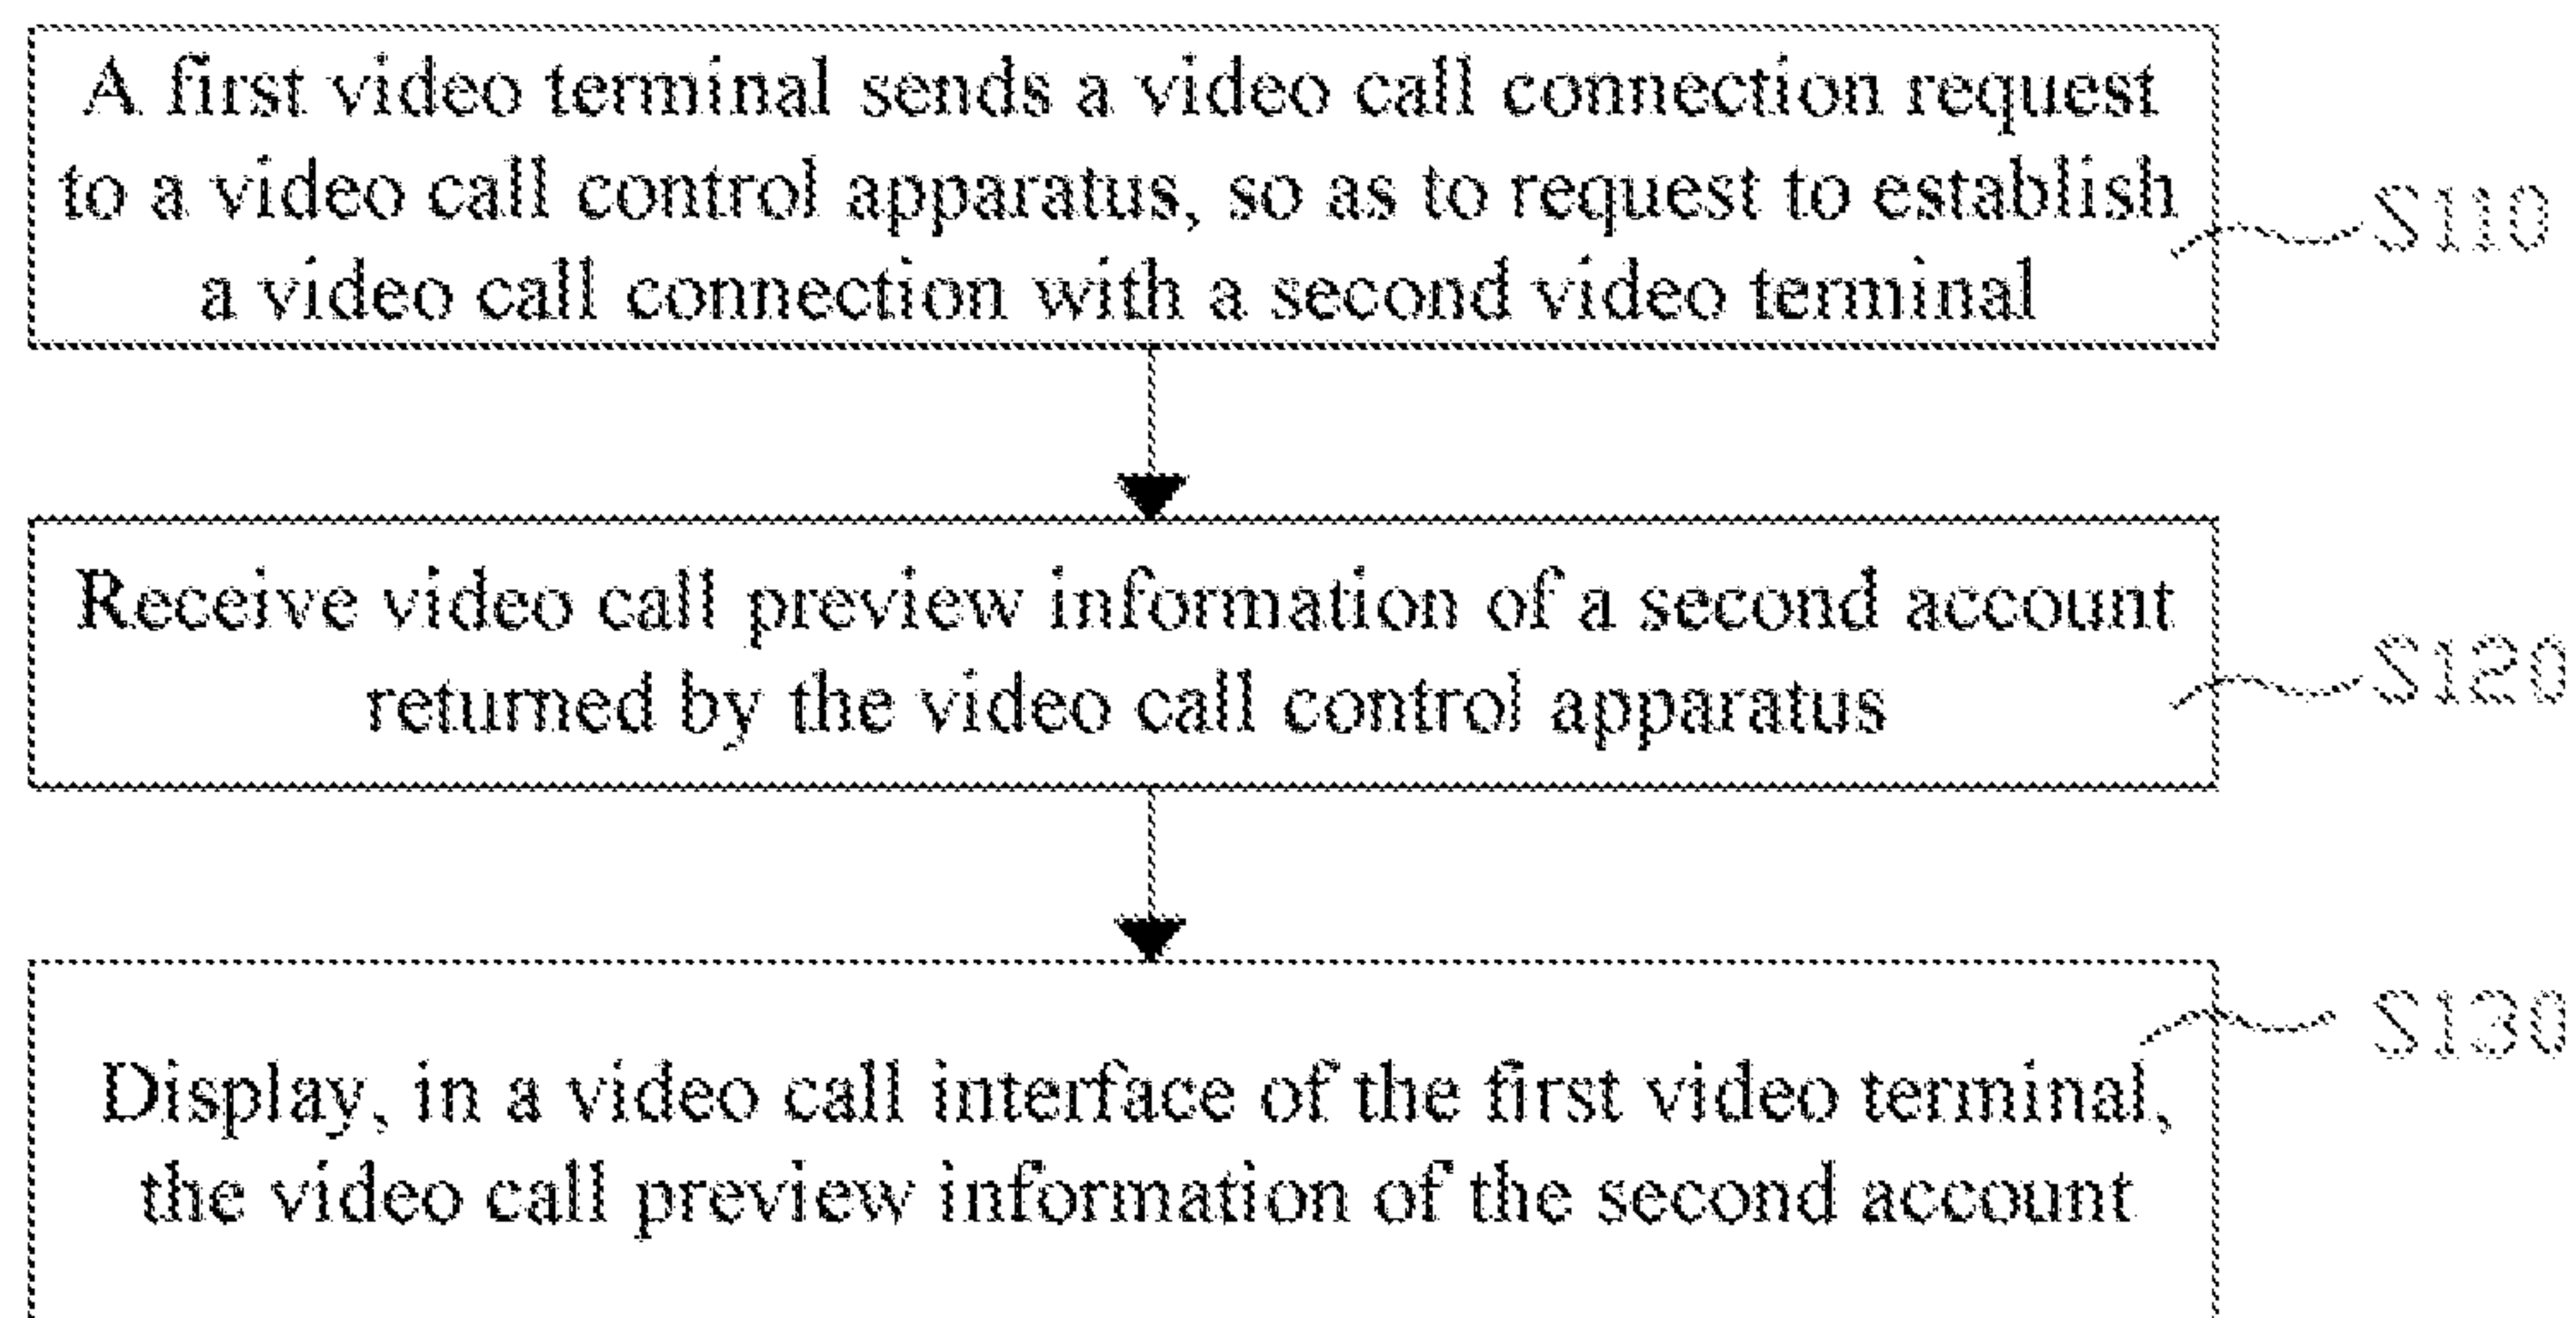 A first video terminal sends a video call connection request
to a video call control apparatus, so as to request to establish
a video call connection with a second video terminal
S110
Receive video call preview information of a second account
returned by the video call control apparatus
S120
S130
Display, in a video call interface of the first video terminal,
the video call preview information of the second account